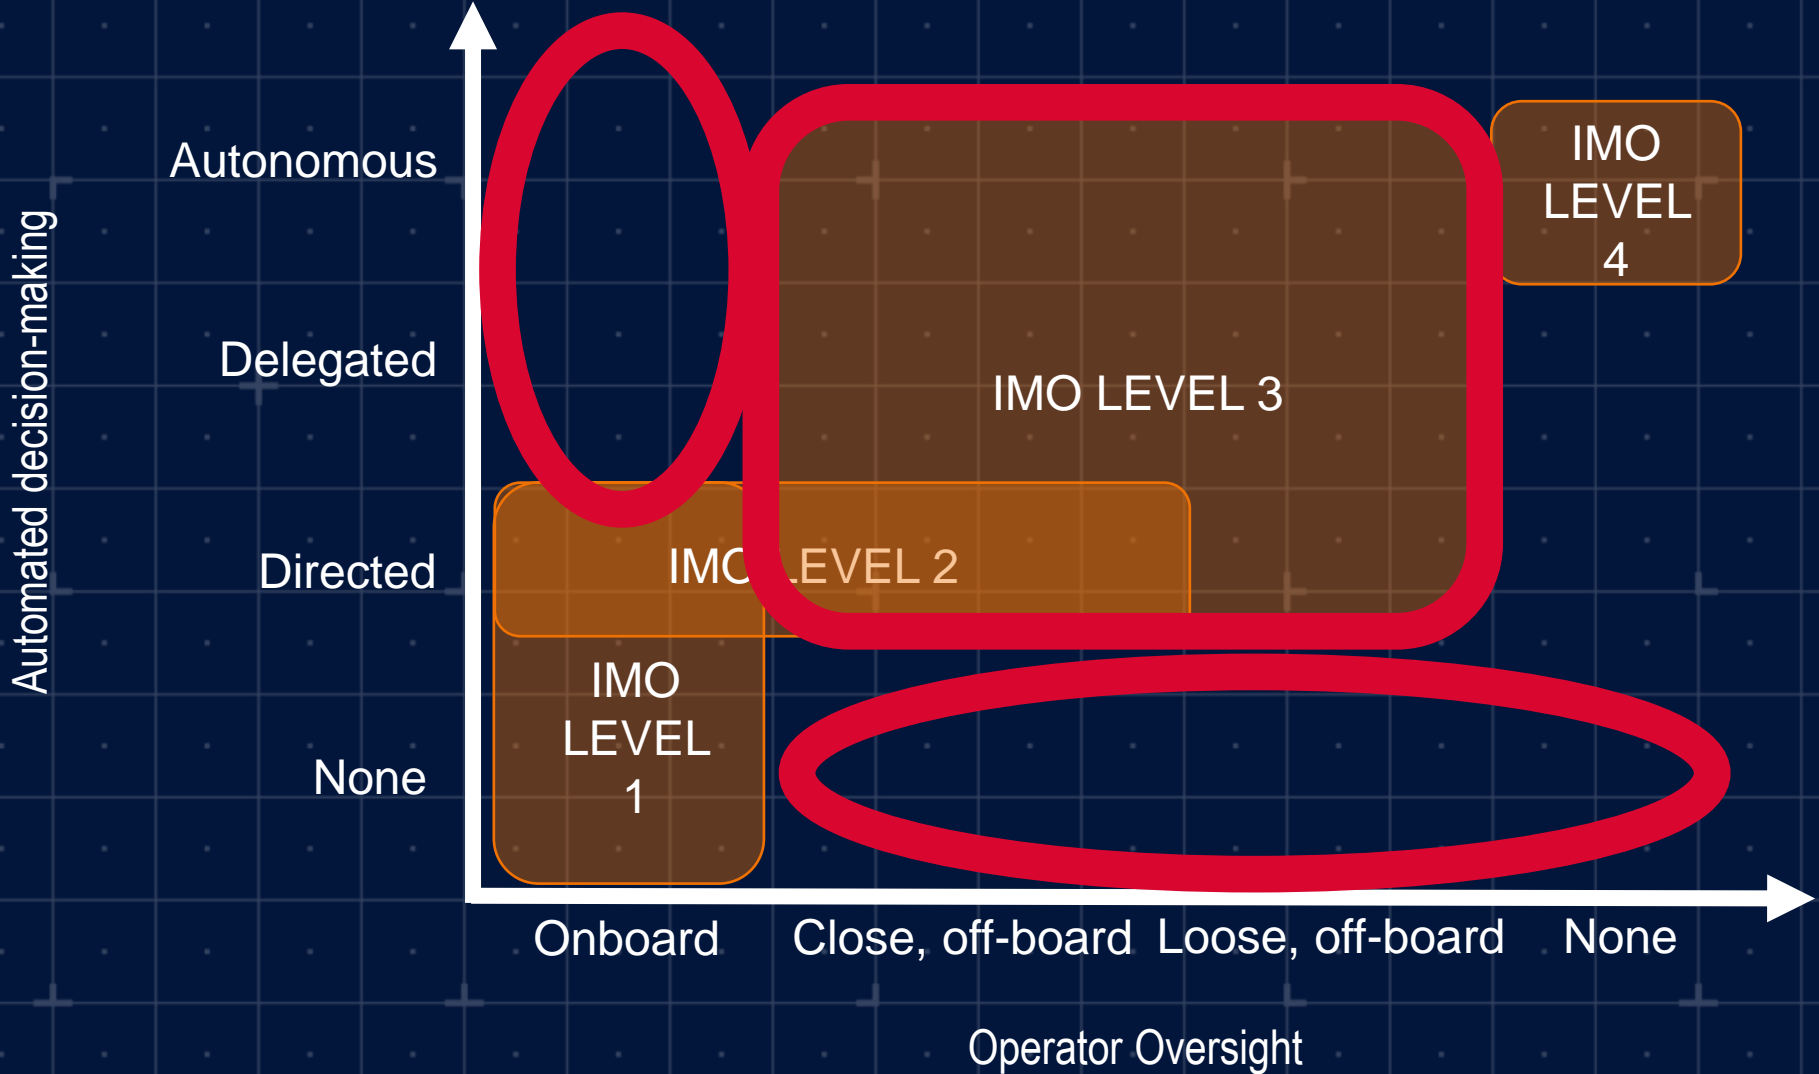 Automated decision-making
Autonomous
Delegated
Directed
None
IMO
LEVEL
4
IMO LEVEL 3
IMO LEVEL 2
IMO
LEVEL
1
Onboard
Close, off-board
Loose, off-board
None
Operator Oversight